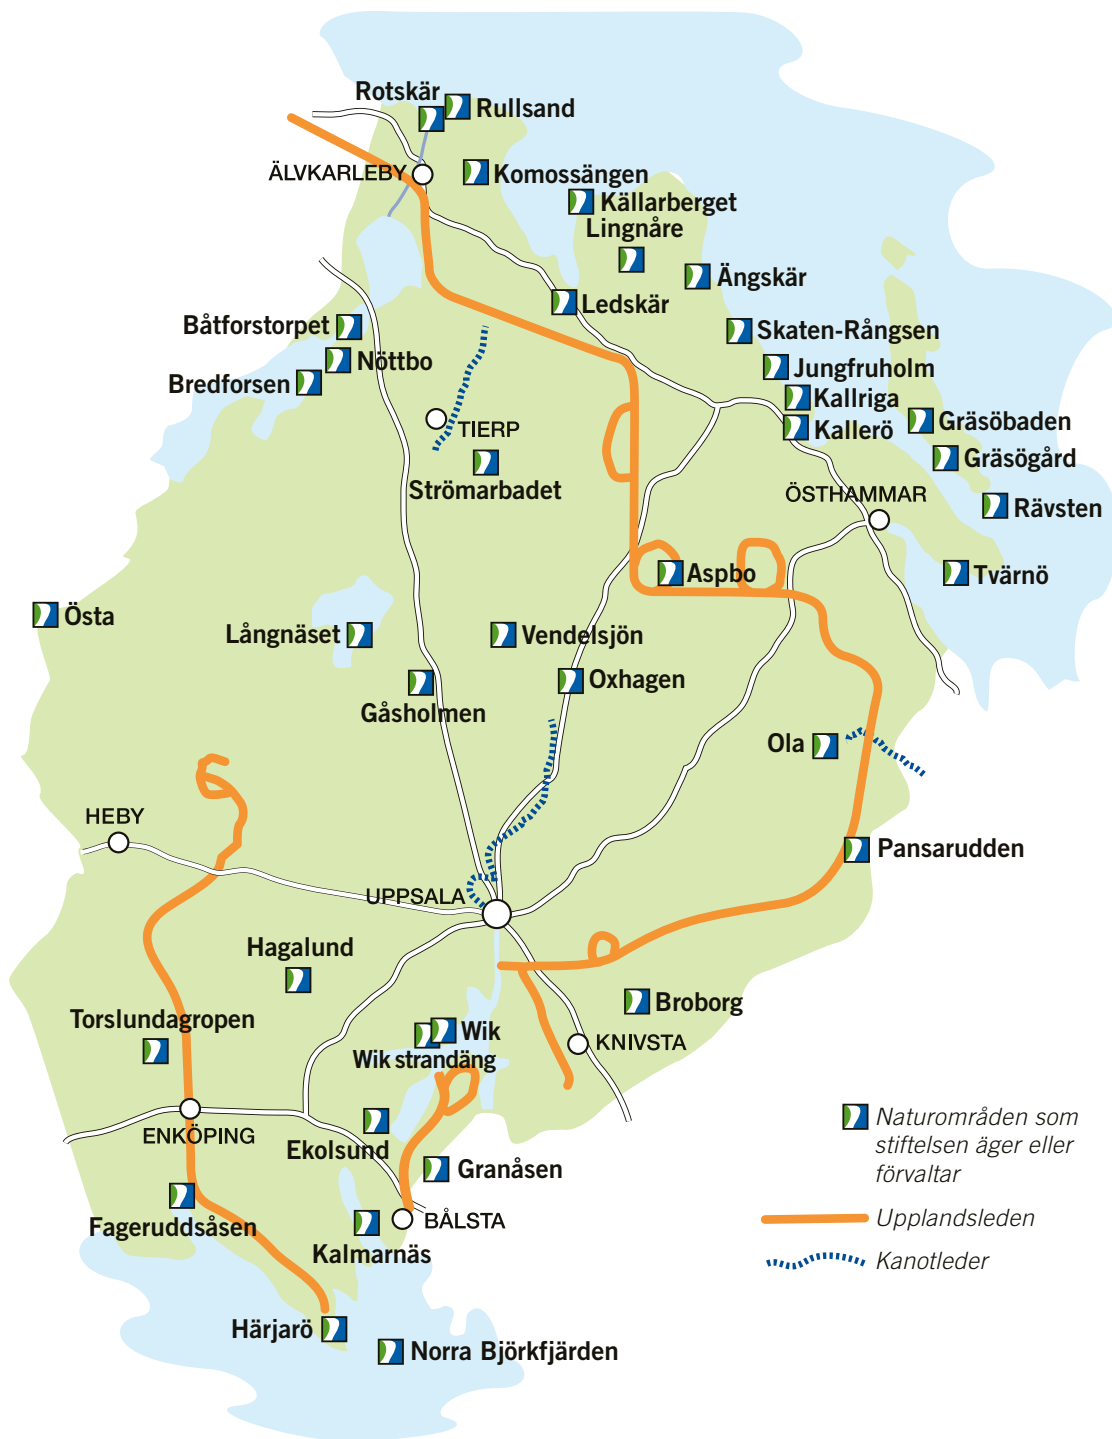 Rotskär
Rullsand
ÄLVKARLEBY
Komossängen
Källarberget
Lingnåre
Ängskär
Ledskär
Båtforstorpet
Skaten-Rångsen
Nöttbo
Jungfruholm
Bredforsen
Kallriga
Gräsöbaden
TIERP
Kallerö
Gräsögård
Strömarbadet
ÖSTHAMMAR
Rävsten
Aspbo
Tvärnö
Östa
Långnäset
Vendelsjön
Oxhagen
Gåsholmen
Ola
HEBY
Pansarudden
UPPSALA
Hagalund
Broborg
Torslundagropen
Wik
KNIVSTA
Wik strandäng
ENKÖPING
Ekolsund
Granåsen
Fageruddsåsen
BÅLSTA
Kalmarnäs
Härjarö
Norra Björkfjärden
Naturområden som
stiftelsen äger eller
förvaltar
Upplandsleden
Kanotleder